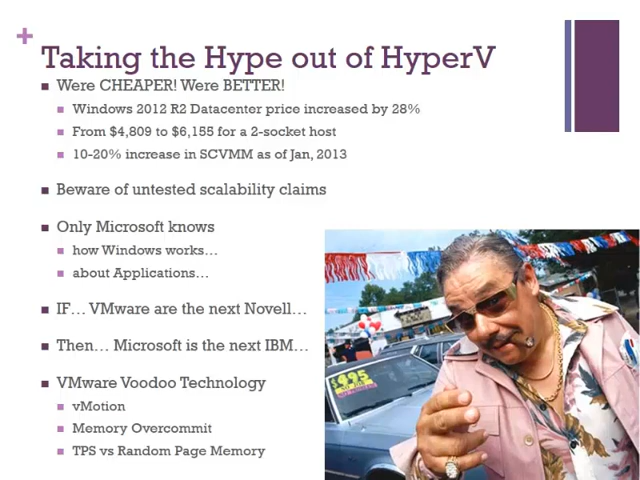 +
Taking the Hype out of HyperV
Were CHEAPER! Were BETTER!
Windows 2012 R2 Datacenter price increased by 28%
From $4,809 to $6,155 for a 2-socket host
10-20% increase in SCVMM as of Jan, 2013
Beware of untested scalability claims
Only Microsoft knows
how Windows works…
about Applications…
IF… VMware are the next Novell…
Then… Microsoft is the next IBM…
VMware Voodoo Technology
vMotion
Memory Overcommit
TPS vs Random Page Memory
$995